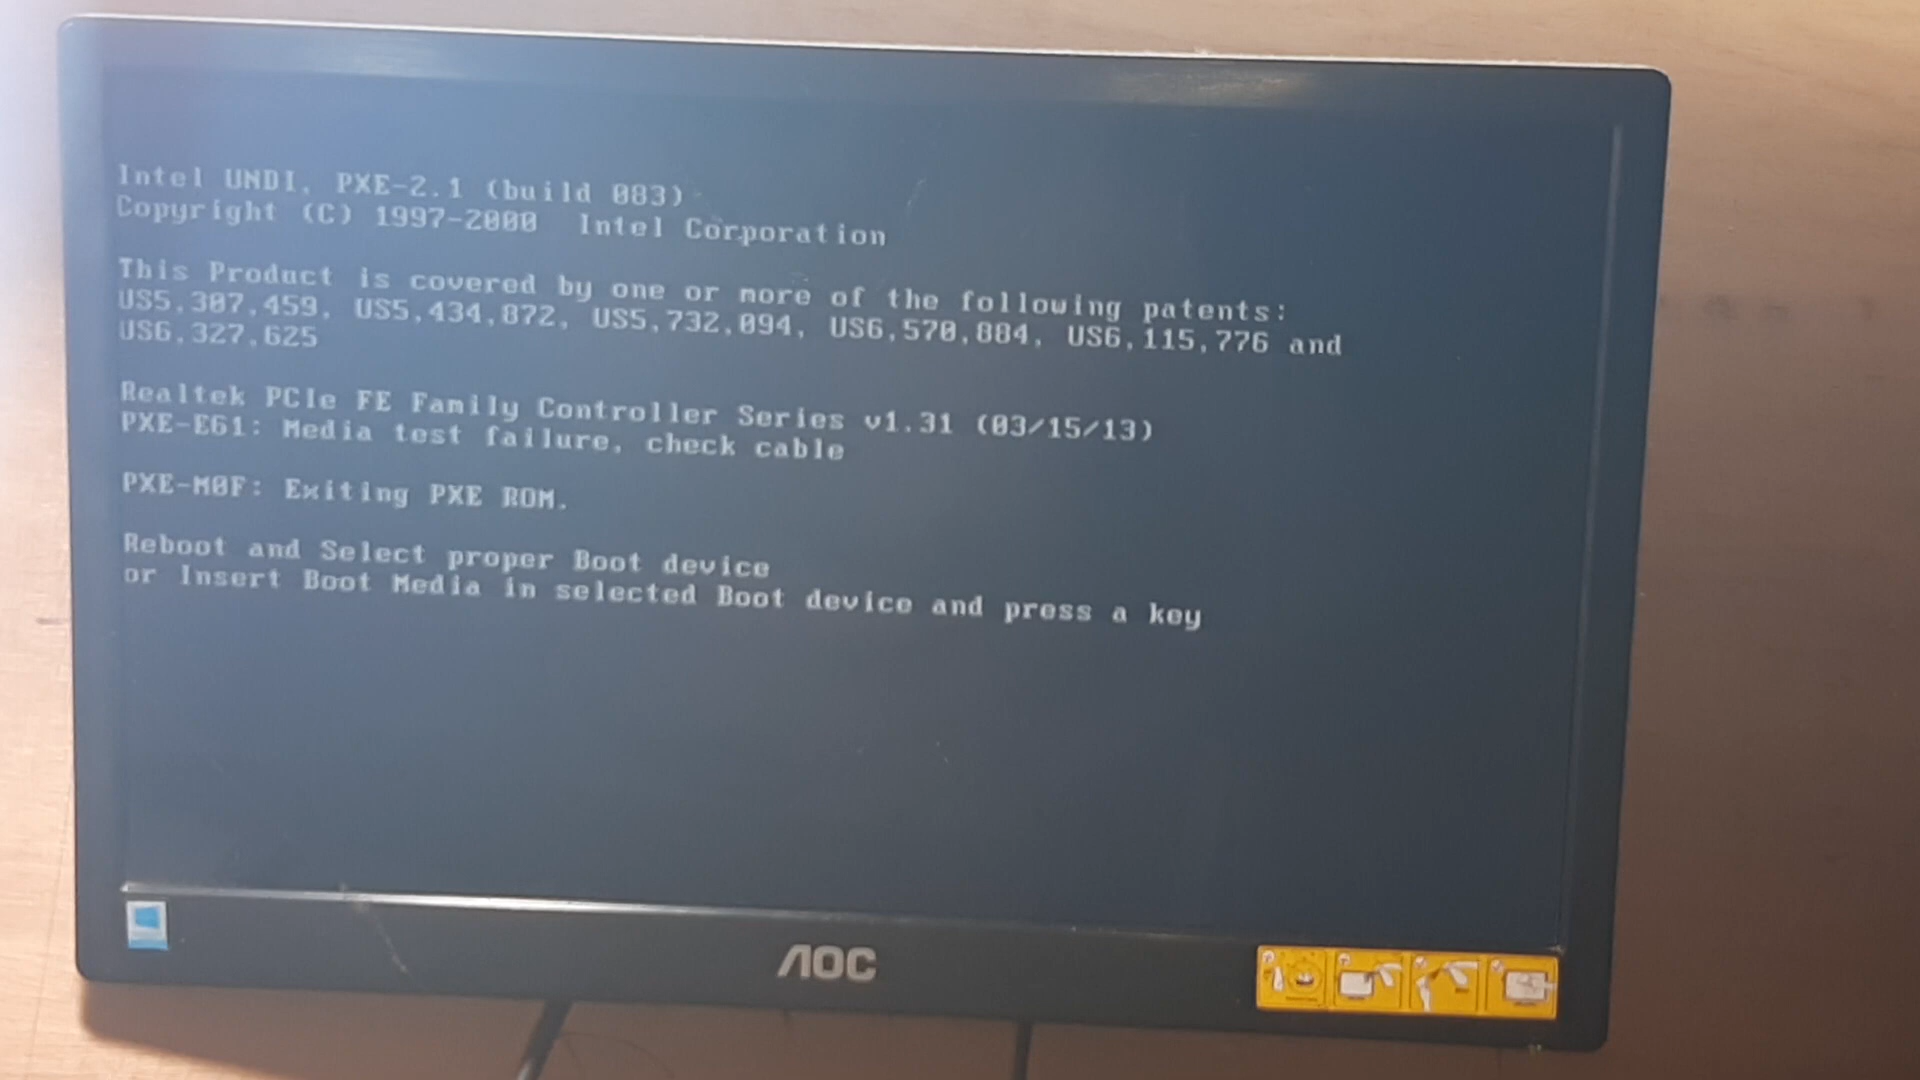 Intel UNDI, PXE-2.1 (build 083)
Copyright (C) 1997-2000  Intel Corporation
This Product is covered by one or more of the following patents:
US5,307,459, US5,434,872, US5,732,094, US6,570,884, US6,115,776 and
US6,327,625
Realtek PCIe FE Family Controller Series v1.31 (03/15/13)
PXE-E61: Media test failure, check cable
PXE-M0F: Exiting PXE ROM.
Reboot and Select proper Boot device
or Insert Boot Media in selected Boot device and press a key
AOC